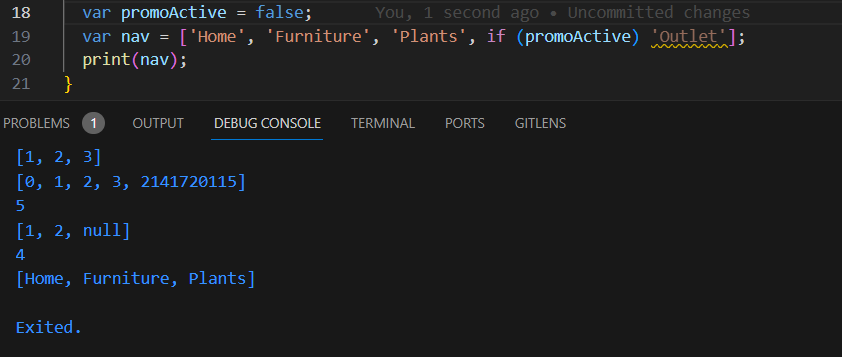 18 var promoActive = false; You, 1 second ago • Uncommitted changes
19 var nav = ['Home', 'Furniture', 'Plants', if (promoActive) 'Outlet'];
20 print(nav);
21 }
PROBLEMS 1 OUTPUT DEBUG CONSOLE TERMINAL PORTS GITLENS
[1, 2, 3]
[0, 1, 2, 3, 2141720115]
5
[1, 2, null]
4
[Home, Furniture, Plants]
Exited.